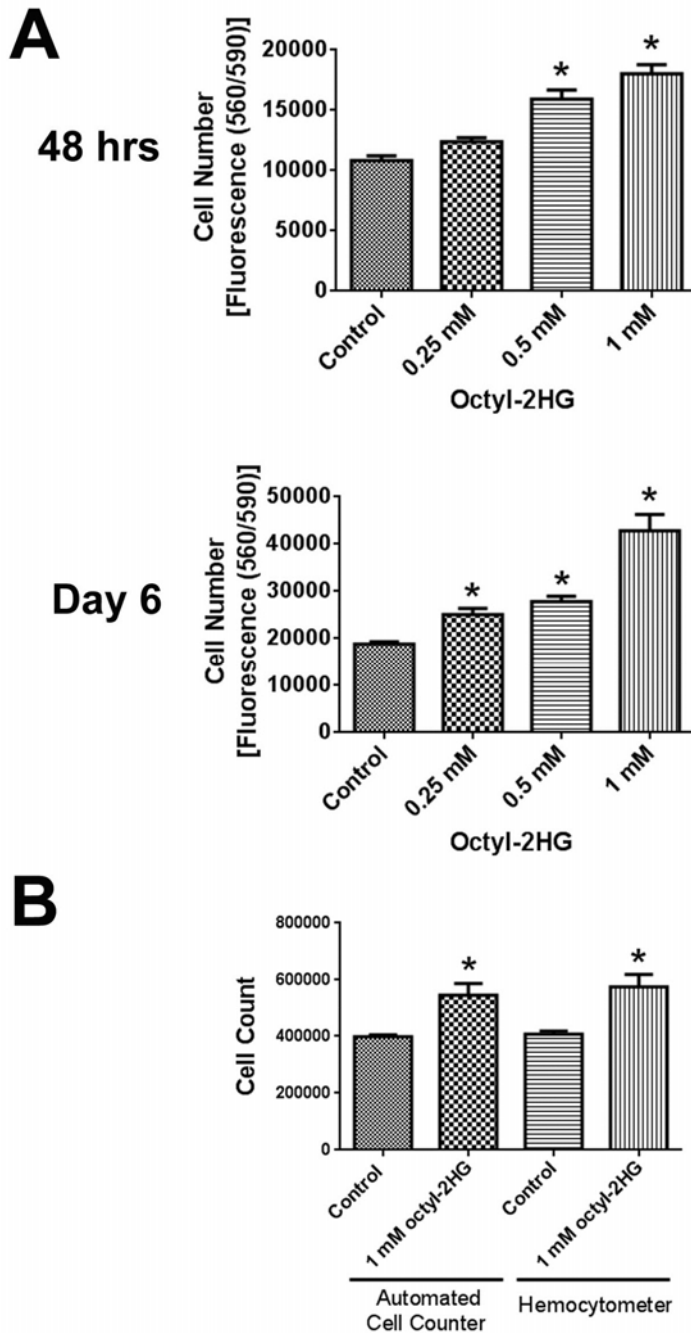 A
48 hrs
Cell Number
[Fluorescence (560/590)]
20000
15000
10000
5000
0
*
*
Control
0.25 mM
0.5 mM
1 mM
Octyl-2HG
Day 6
Cell Number
[Fluorescence (560/590)]
50000
40000
30000
20000
10000
0
*
*
*
Control
0.25 mM
0.5 mM
1 mM
Octyl-2HG
B
Cell Count
800000
600000
400000
200000
0
*
*
Control
1 mM octyl-2HG
Control
1 mM octyl-2HG
Automated
Cell Counter
Hemocytometer